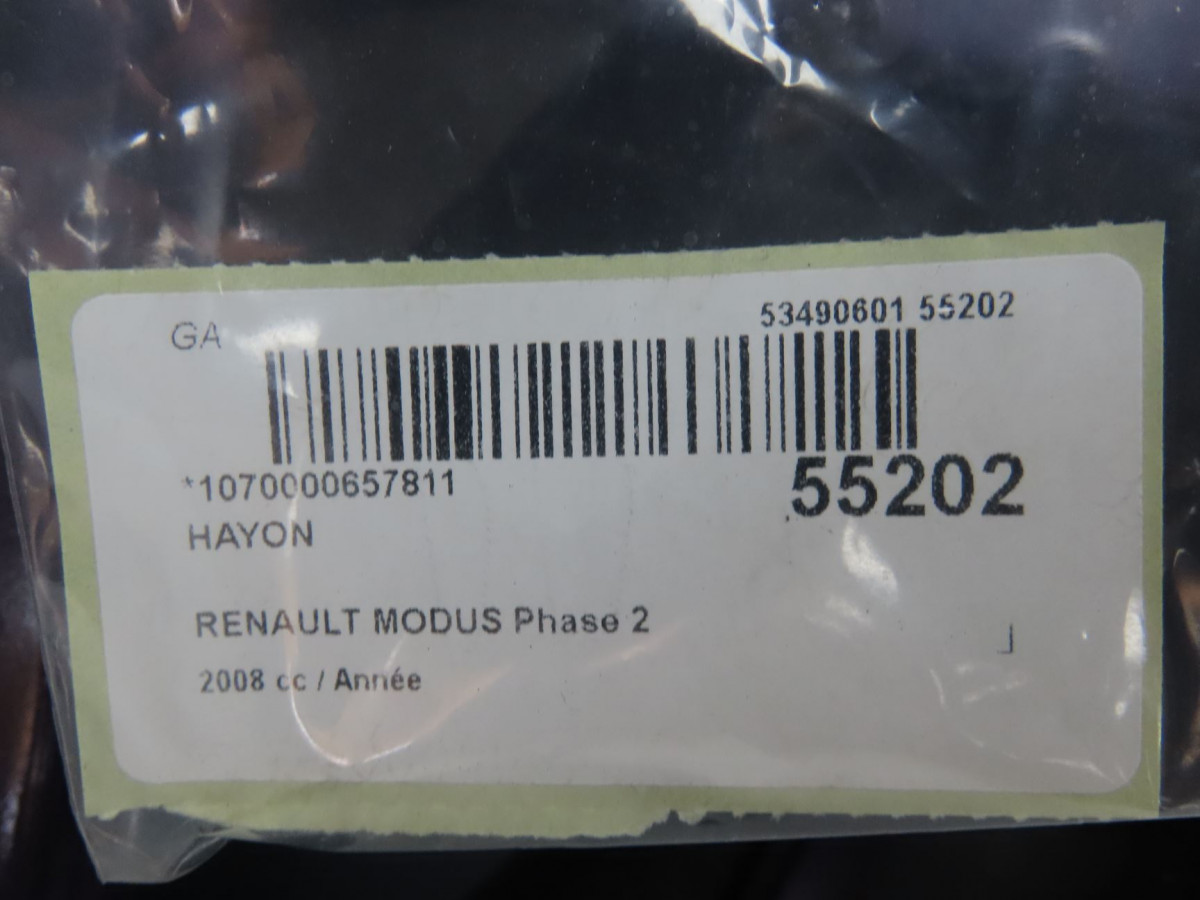 GA
53490601 55202
*1070000657811
55202
HAYON
RENAULT MODUS Phase 2
2008 cc / Année